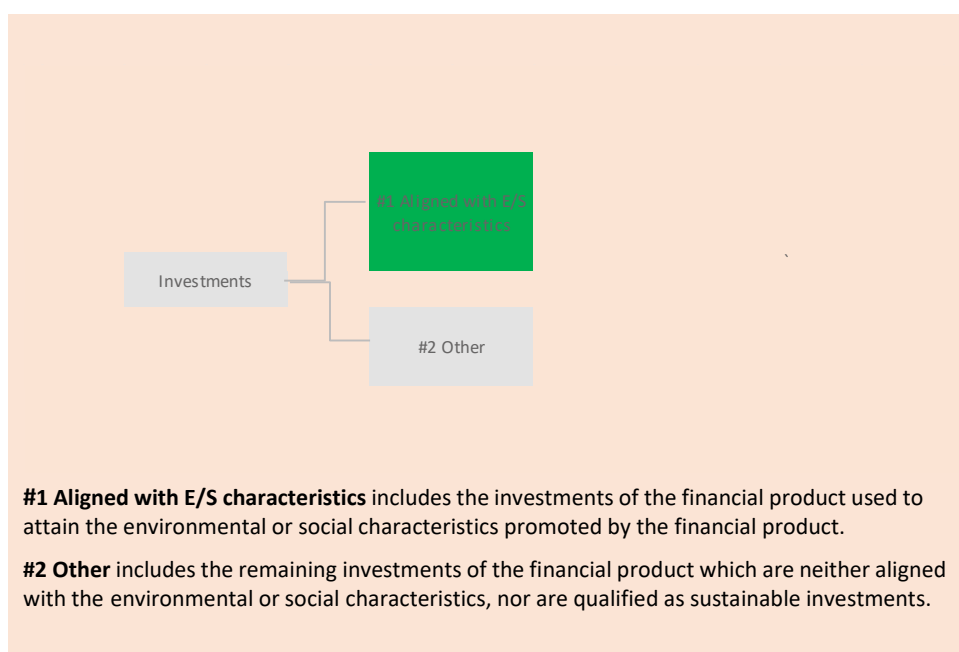 #1 Aligned with E/S
characteristics
Investments
`
#2 Other
#1 Aligned with E/S characteristics includes the investments of the financial product used to
attain the environmental or social characteristics promoted by the financial product.
#2 Other includes the remaining investments of the financial product which are neither aligned
with the environmental or social characteristics, nor are qualified as sustainable investments.